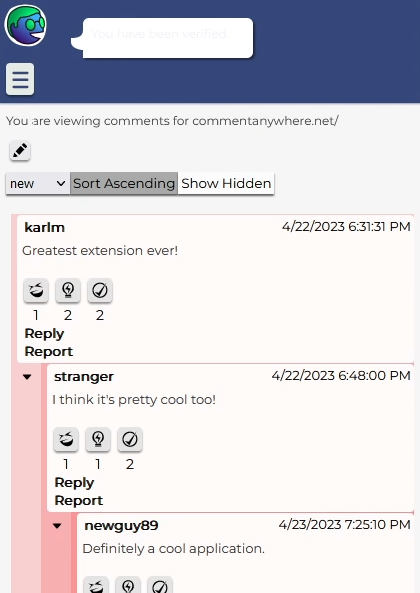 You have been verified.
You are viewing comments for commentanywhere.net/
new Sort Ascending Show Hidden
karlm 4/22/2023 6:31:31 PM
Greatest extension ever!
1 2 2
Reply
Report
stranger 4/22/2023 6:48:00 PM
I think it's pretty cool too!
1 1 2
Reply
Report
newguy89 4/23/2023 7:25:10 PM
Definitely a cool application.